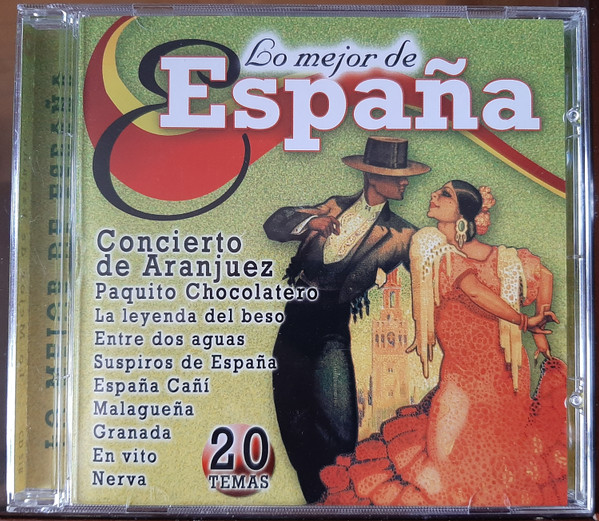 Lo mejor de
España
Concierto
de Aranjuez
Paquito Chocolatero
La leyenda del beso
Entre dos aguas
Suspiros de España
España Cañí
Malagueña
Granada
En vito
Nerva
20
TEMAS
LO MEJOR DE ESPAÑA